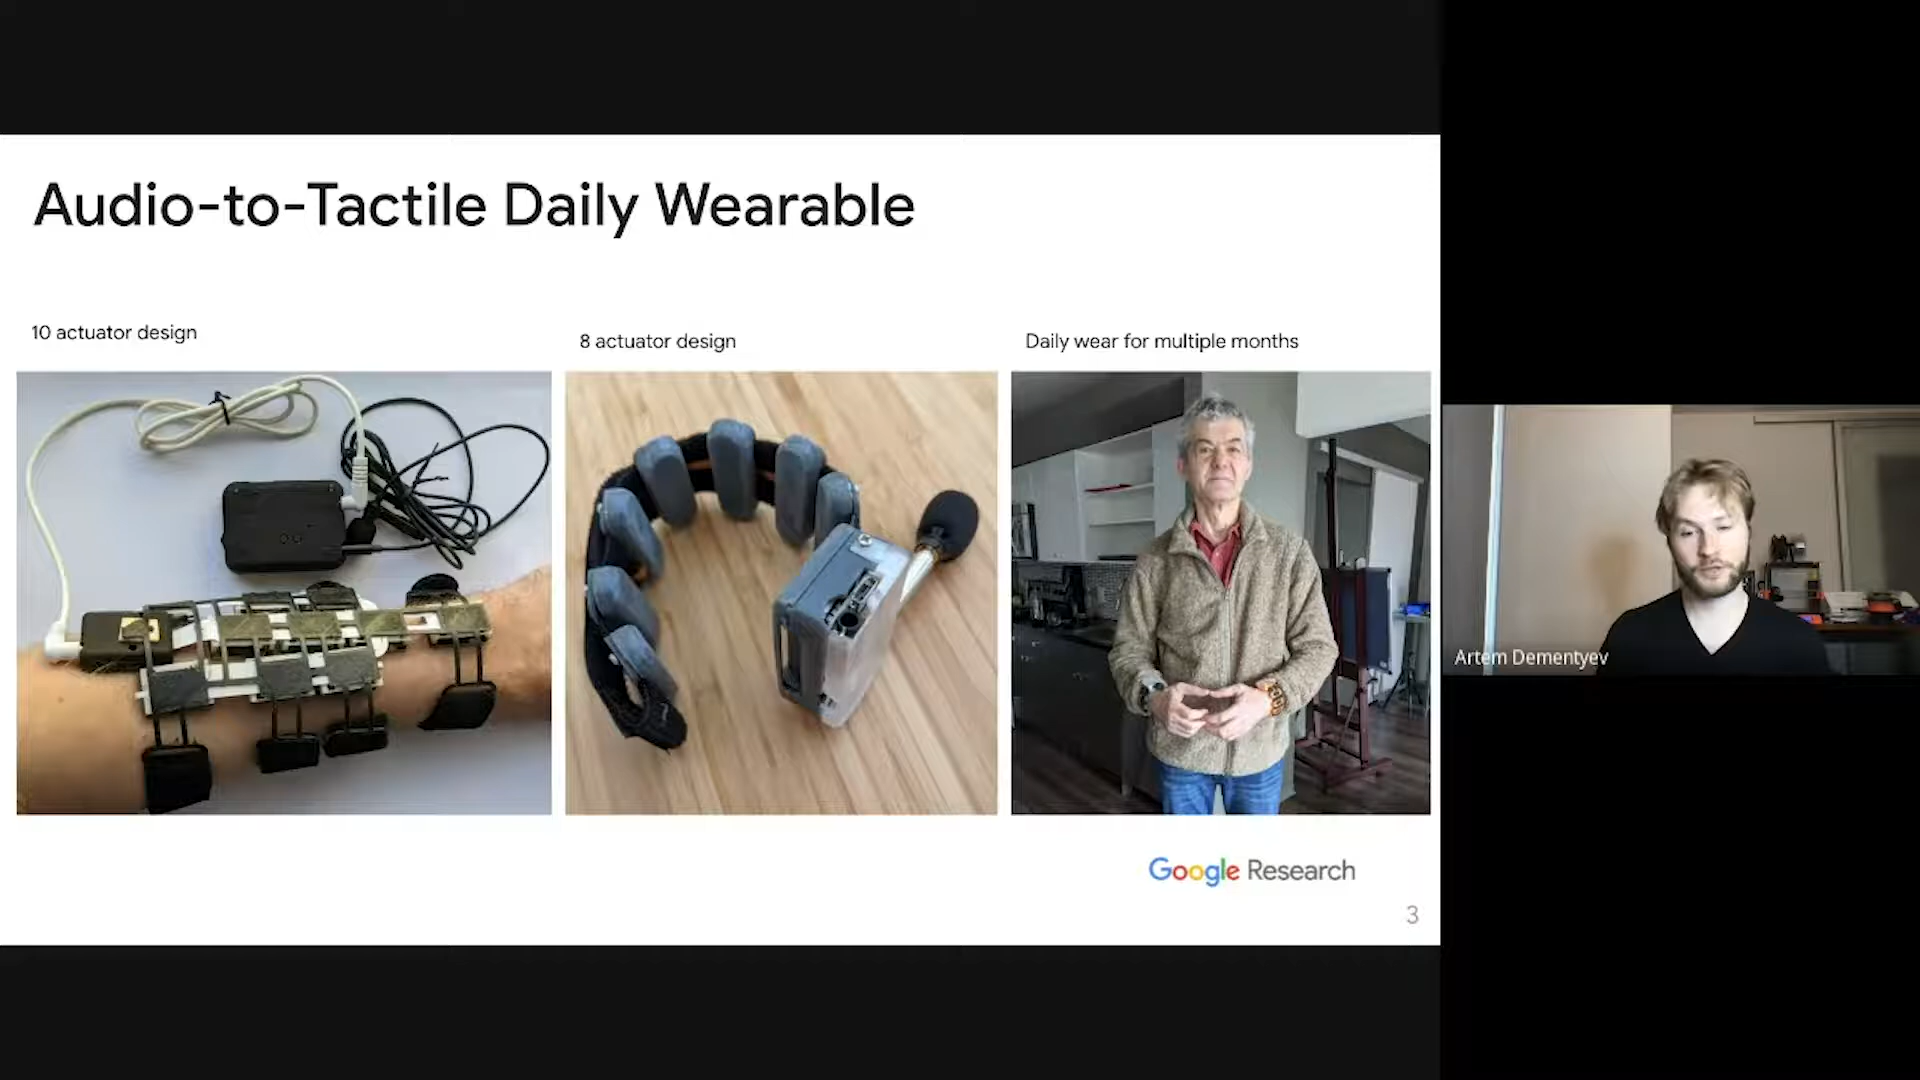 Audio-to-Tactile Daily Wearable
10 actuator design
8 actuator design
Daily wear for multiple months
Google Research
3
Artem Dementyev